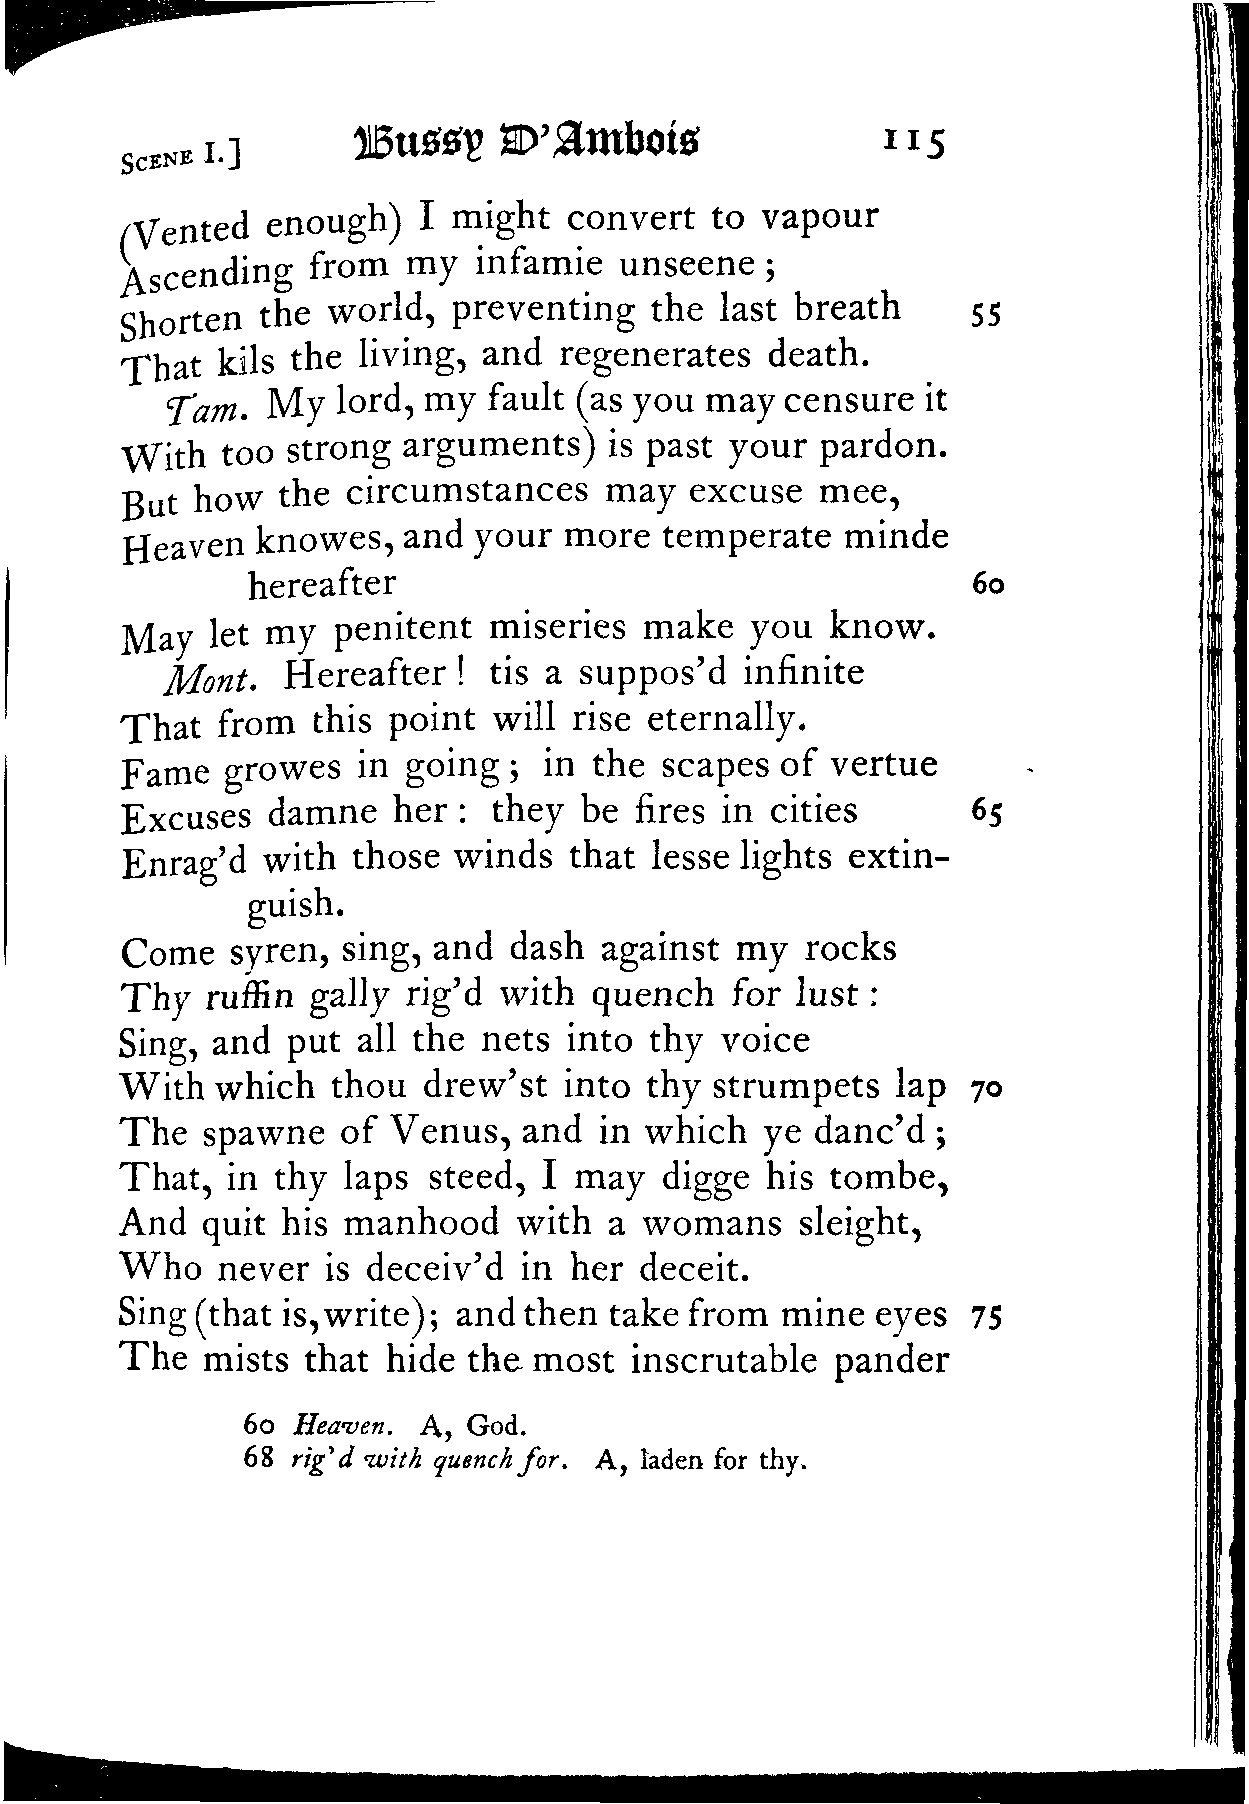 SCENE I.] Bussy D'Ambois 115
(Vented enough) I might convert to vapour
Ascending from my infamie unseene;
Shorten the world, preventing the last breath 55
That kils the living, and regenerates death.
Tam. My lord, my fault (as you may censure it
With too strong arguments) is past your pardon.
But how the circumstances may excuse mee,
Heaven knowes, and your more temperate minde
hereafter 60
May let my penitent miseries make you know.
Mont. Hereafter! tis a suppos'd infinite
That from this point will rise eternally.
Fame growes in going; in the scapes of vertue
Excuses damne her: they be fires in cities 65
Enrag'd with those winds that lesse lights extin-
guish.
Come syren, sing, and dash against my rocks
Thy ruffin gally rig'd with quench for lust:
Sing, and put all the nets into thy voice
With which thou drew'st into thy strumpets lap 70
The spawne of Venus, and in which ye danc'd;
That, in thy laps steed, I may digge his tombe,
And quit his manhood with a womans sleight,
Who never is deceiv'd in her deceit.
Sing (that is, write); and then take from mine eyes 75
The mists that hide the most inscrutable pander
60 Heaven. A, God.
68 rig'd with quench for. A, laden for thy.